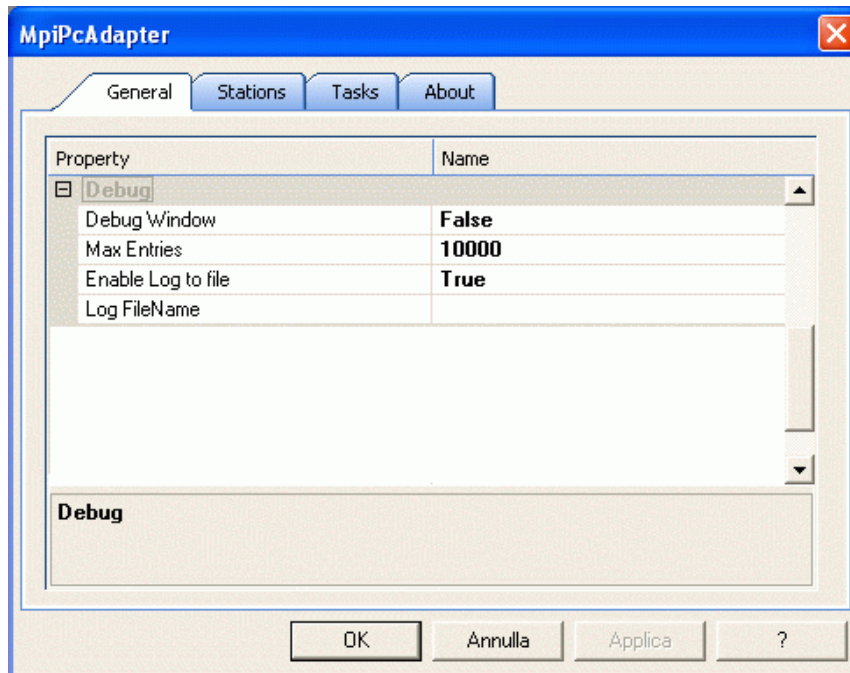 MpiPcAdapter
General Stations Tasks About
Property Name
Debug
Debug Window False
Max Entries 10000
Enable Log to file True
Log FileName
Debug
OK Annulla Applica ?